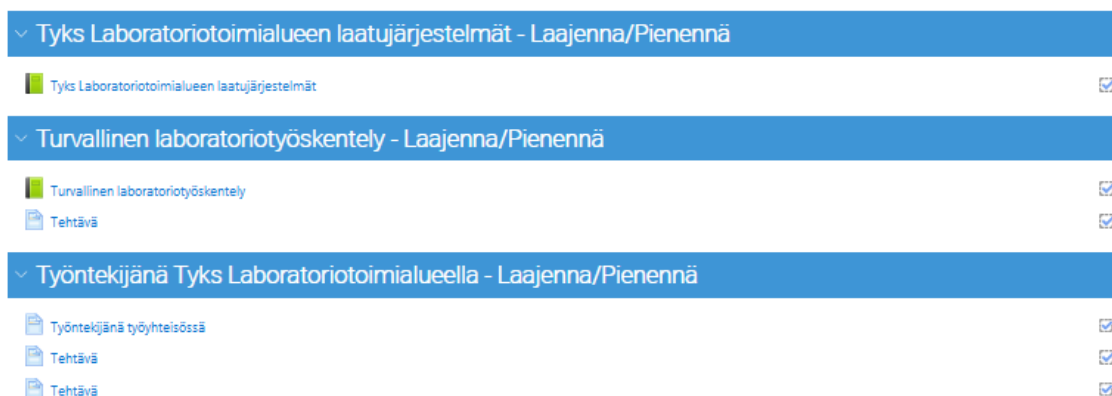 Tyks Laboratoriotoimialueen laatujärjestelmät - Laajenna/Pienennä
Tyks Laboratoriotoimialueen laatujärjestelmät
Turvallinen laboratoriotyöskentely - Laajenna/Pienennä
Turvallinen laboratoriotyöskentely
Tehtävä
Työntekijänä Tyks Laboratoriotoimialueella - Laajenna/Pienennä
Työntekijänä työyhteisössä
Tehtävä
Tehtävä